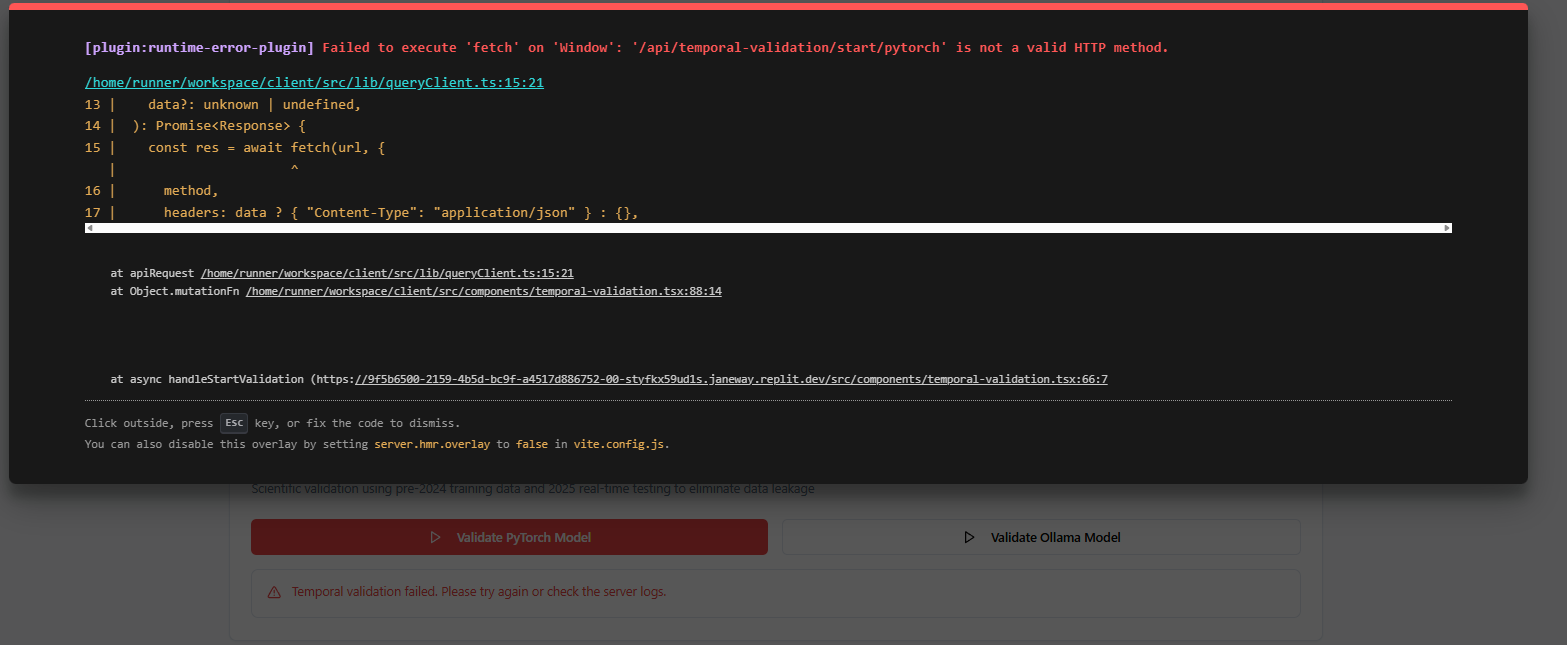 [plugin:runtime-error-plugin] Failed to execute 'fetch' on 'Window': '/api/temporal-validation/start/pytorch' is not a valid HTTP method.
/home/runner/workspace/client/src/lib/queryClient.ts:15:21
13 |    data?: unknown | undefined,
14 |  ): Promise<Response> {
15 |    const res = await fetch(url, {
   |                      ^
16 |      method,
17 |      headers: data ? { "Content-Type": "application/json" } : {},
at apiRequest /home/runner/workspace/client/src/lib/queryClient.ts:15:21
at Object.mutationFn /home/runner/workspace/client/src/components/temporal-validation.tsx:88:14
at async handleStartValidation (https://9f5b6500-2159-4b5d-bc9f-a4517d886752-00-styfkx59ud1s.janeway.replit.dev/src/components/temporal-validation.tsx:66:7
Click outside, press Esc key, or fix the code to dismiss.
You can also disable this overlay by setting server.hmr.overlay to false in vite.config.js.
Scientific validation using pre-2024 training data and 2025 real-time testing to eliminate data leakage
Validate PyTorch Model
Validate Ollama Model
Temporal validation failed. Please try again or check the server logs.